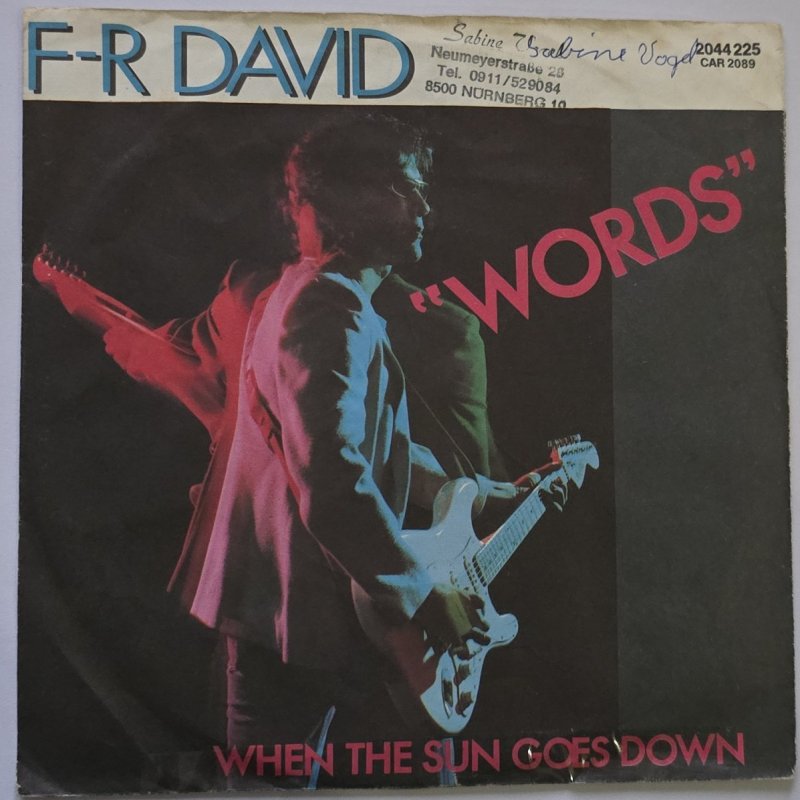 F-R DAVID
Sabine
Sabine Vogel
Neumeyerstraße 28
Tel. 0911/529084
8500 NÜRNBERG 10
2044 225
CAR 2089
"WORDS"
WHEN THE SUN GOES DOWN